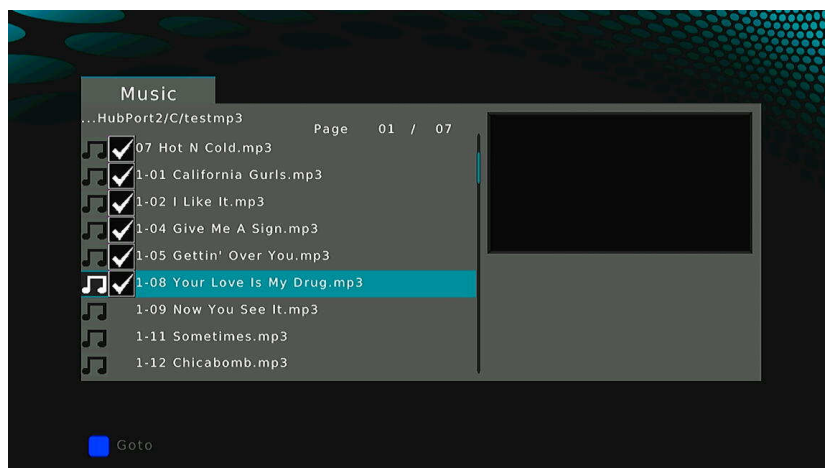 Music
...HubPort2/C/testmp3
Page 01 / 07
07 Hot N Cold.mp3
1-01 California Gurls.mp3
1-02 I Like It.mp3
1-04 Give Me A Sign.mp3
1-05 Gettin' Over You.mp3
1-08 Your Love Is My Drug.mp3
1-09 Now You See It.mp3
1-11 Sometimes.mp3
1-12 Chicabomb.mp3
Goto